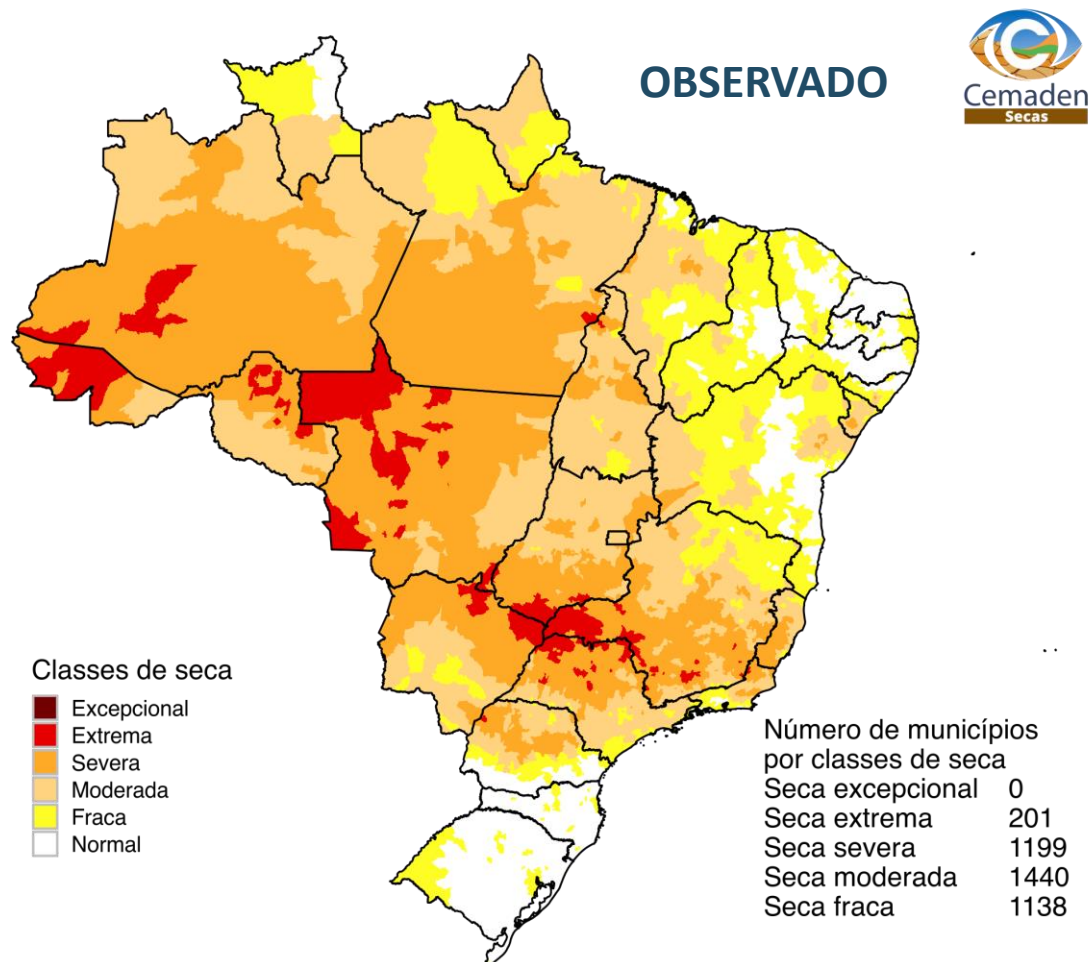 OBSERVADO
Cemaden
Secas
Classes de seca
Excepcional
Extrema
Severa
Moderada
Fraca
Normal
Número de municípios
por classes de seca
Seca excepcional 0
Seca extrema 201
Seca severa 1199
Seca moderada 1440
Seca fraca 1138